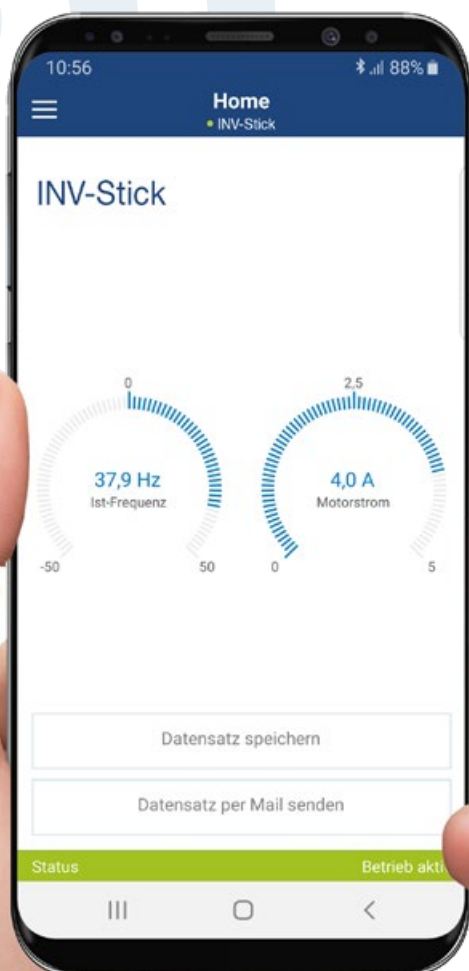 10:56
88%
Home
INV-Stick
INV-Stick
0
37,9 Hz
Ist-Frequenz
-50
50
2,5
4,0 A
Motorstrom
0
5
Datensatz speichern
Datensatz per Mail senden
Status
Betrieb akti